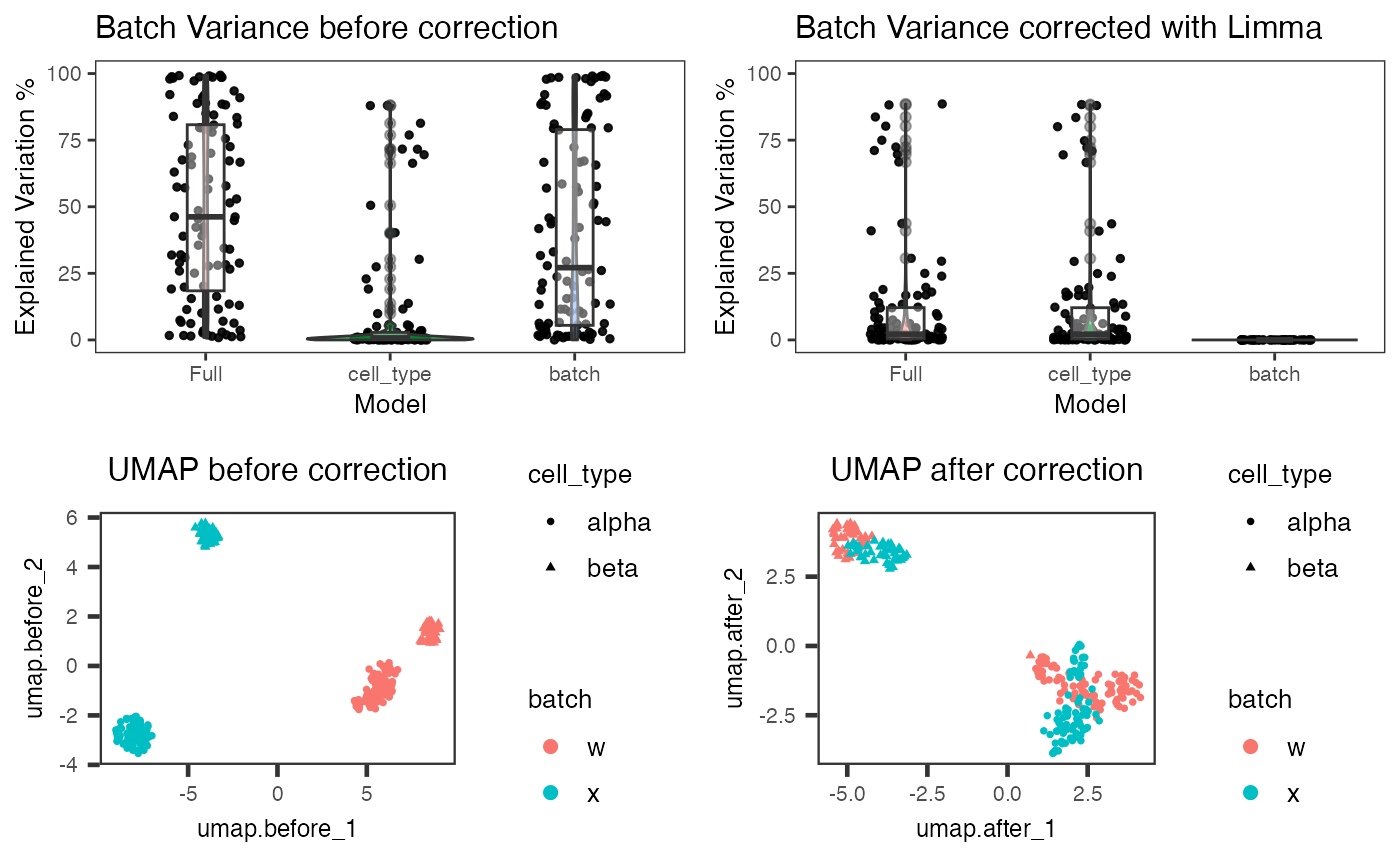 Batch Variance before correction
Explained Variation %
100
75
50
25
0
Full
cell_type
batch
Model
Batch Variance corrected with Limma
Explained Variation %
100
75
50
25
0
Full
cell_type
batch
Model
UMAP before correction
umap.before_2
6
4
2
0
-2
-4
-5
0
5
umap.before_1
cell_type
alpha
beta
batch
w
x
UMAP after correction
umap.after_2
2.5
0.0
-2.5
-5.0
-2.5
0.0
2.5
umap.after_1
cell_type
alpha
beta
batch
w
x